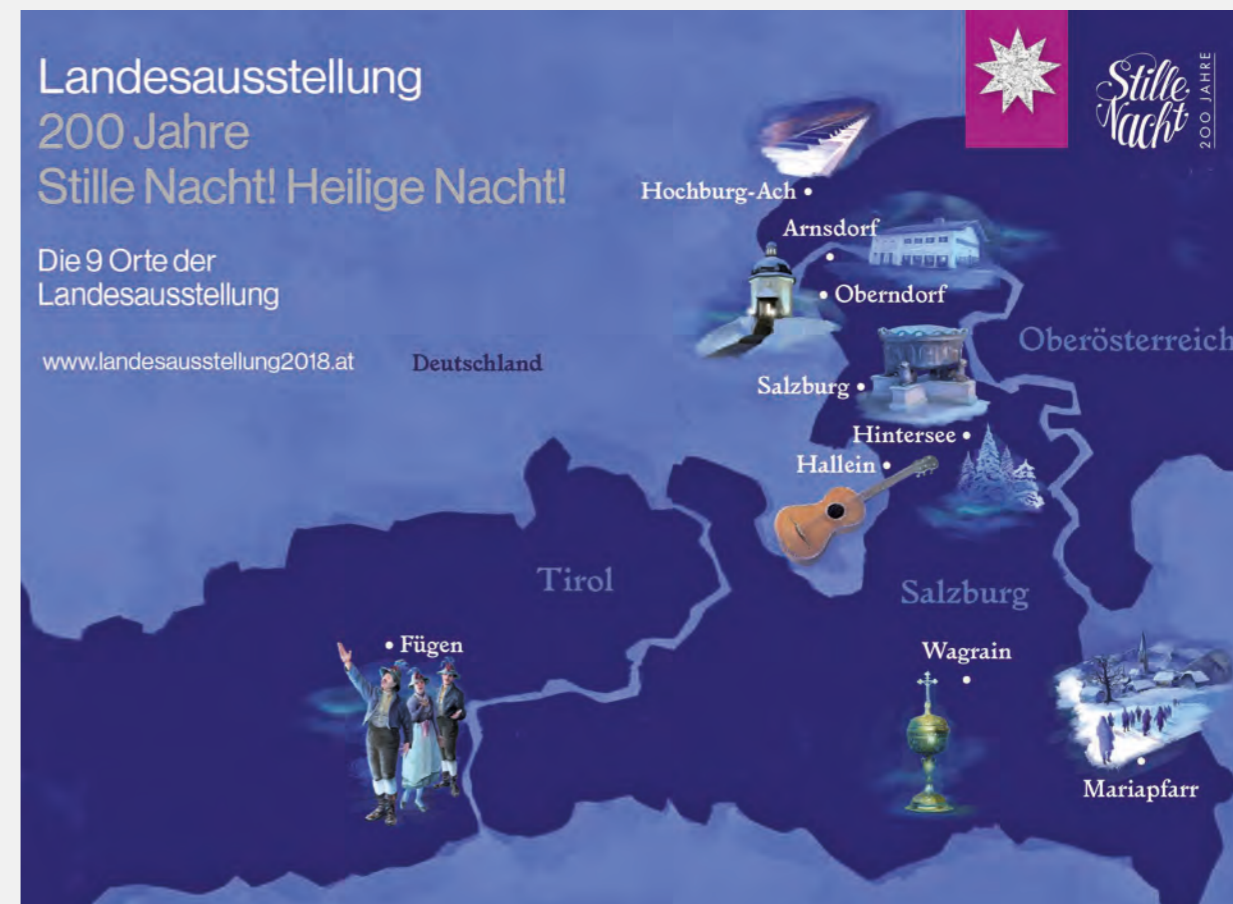 Landesausstellung
200 Jahre
Stille Nacht! Heilige Nacht!
Die 9 Orte der
Landesausstellung
www.landesausstellung2018.at
Stille
Nacht
200 JAHRE
Deutschland
Hochburg-Ach
Arnsdorf
Oberndorf
Oberösterreich
Salzburg
Hintersee
Hallein
Tirol
Salzburg
Fügen
Wagrain
Mariapfarr